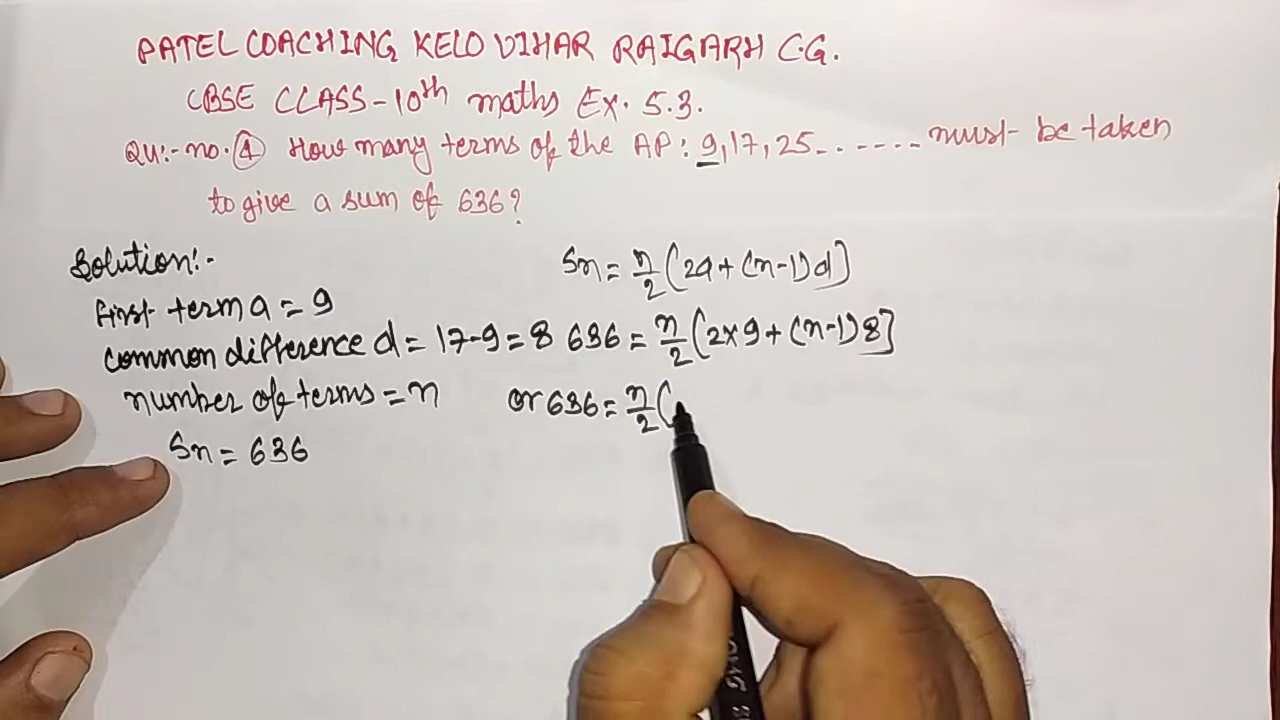 PATEL COACHING KELO VIHAR RAIGARH C.G.
CBSE CLASS-10th maths Ex. 5.3.
QU:- no. 4 How many terms of the AP: 9,17,25....... must be taken
to give a sum of 636?
Solution:-
First term a = 9
common difference d = 17-9 = 8
number of terms = n
Sn = 636
Sn = n/2 (2a + (n-1)d]
636 = n/2 (2×9 + (n-1)8]
or 636 = n/2 (